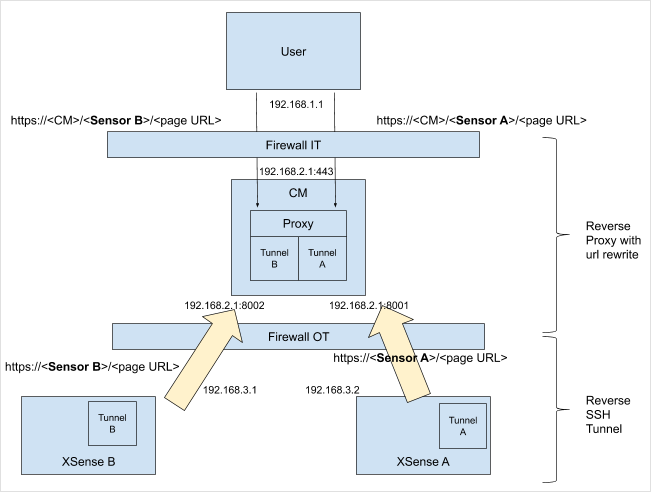 User
192.168.1.1
https://<CM>/<Sensor B>/<page URL>
https://<CM>/<Sensor A>/<page URL>
Firewall IT
192.168.2.1:443
CM
Proxy
Tunnel
B
Tunnel
A
Reverse
Proxy with
url rewrite
192.168.2.1:8002
192.168.2.1:8001
Firewall OT
https://<Sensor B>/<page URL>
https://<Sensor A>/<page URL>
192.168.3.1
192.168.3.2
Tunnel
B
XSense B
Tunnel
A
XSense A
Reverse
SSH
Tunnel